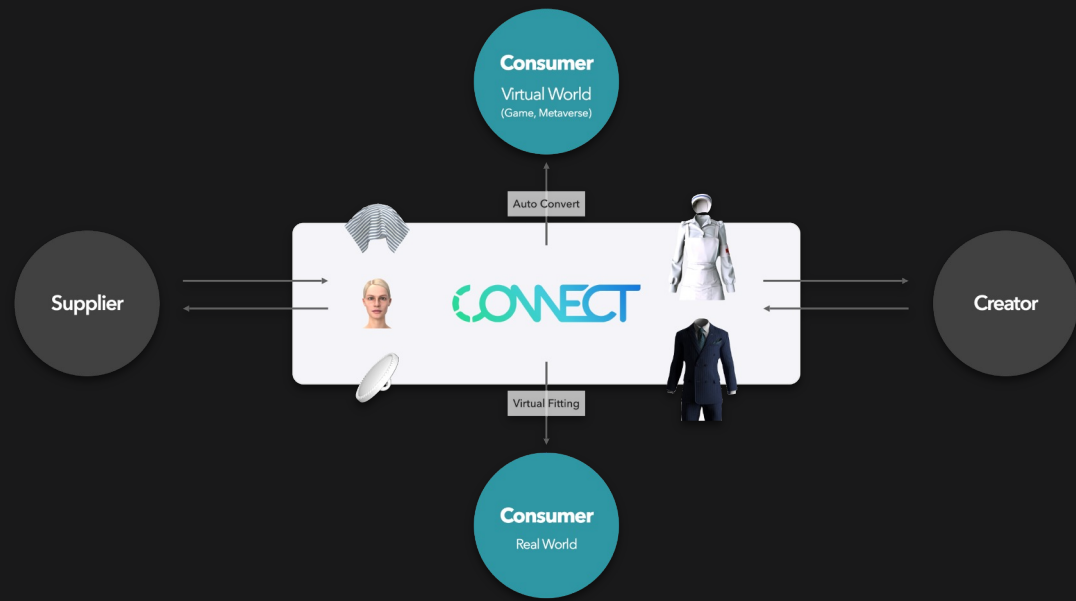 Consumer
Virtual World
(Game, Metaverse)
Auto Convert
Supplier
CONNECT
Creator
Virtual Fitting
Consumer
Real World